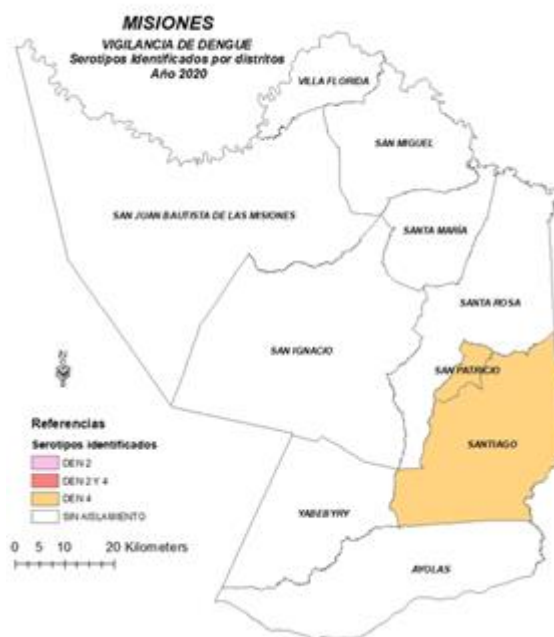 MISIONES
VIGILANCIA DE DENGUE
Serotipos Identificados por distritos
Año 2020
VILLA FLORIDA
SAN MIGUEL
SAN JUAN BAUTISTA DE LAS MISIONES
SANTA MARÍA
SANTA ROSA
SAN IGNACIO
SAN PATRICIO
SANTIAGO
YABEBYRY
AYOLAS
Referencias
Serotipos identificados
DEN 2
DEN 2 Y 4
DEN 4
SIN AISLAMIENTO
0 5 10 20 Kilometers